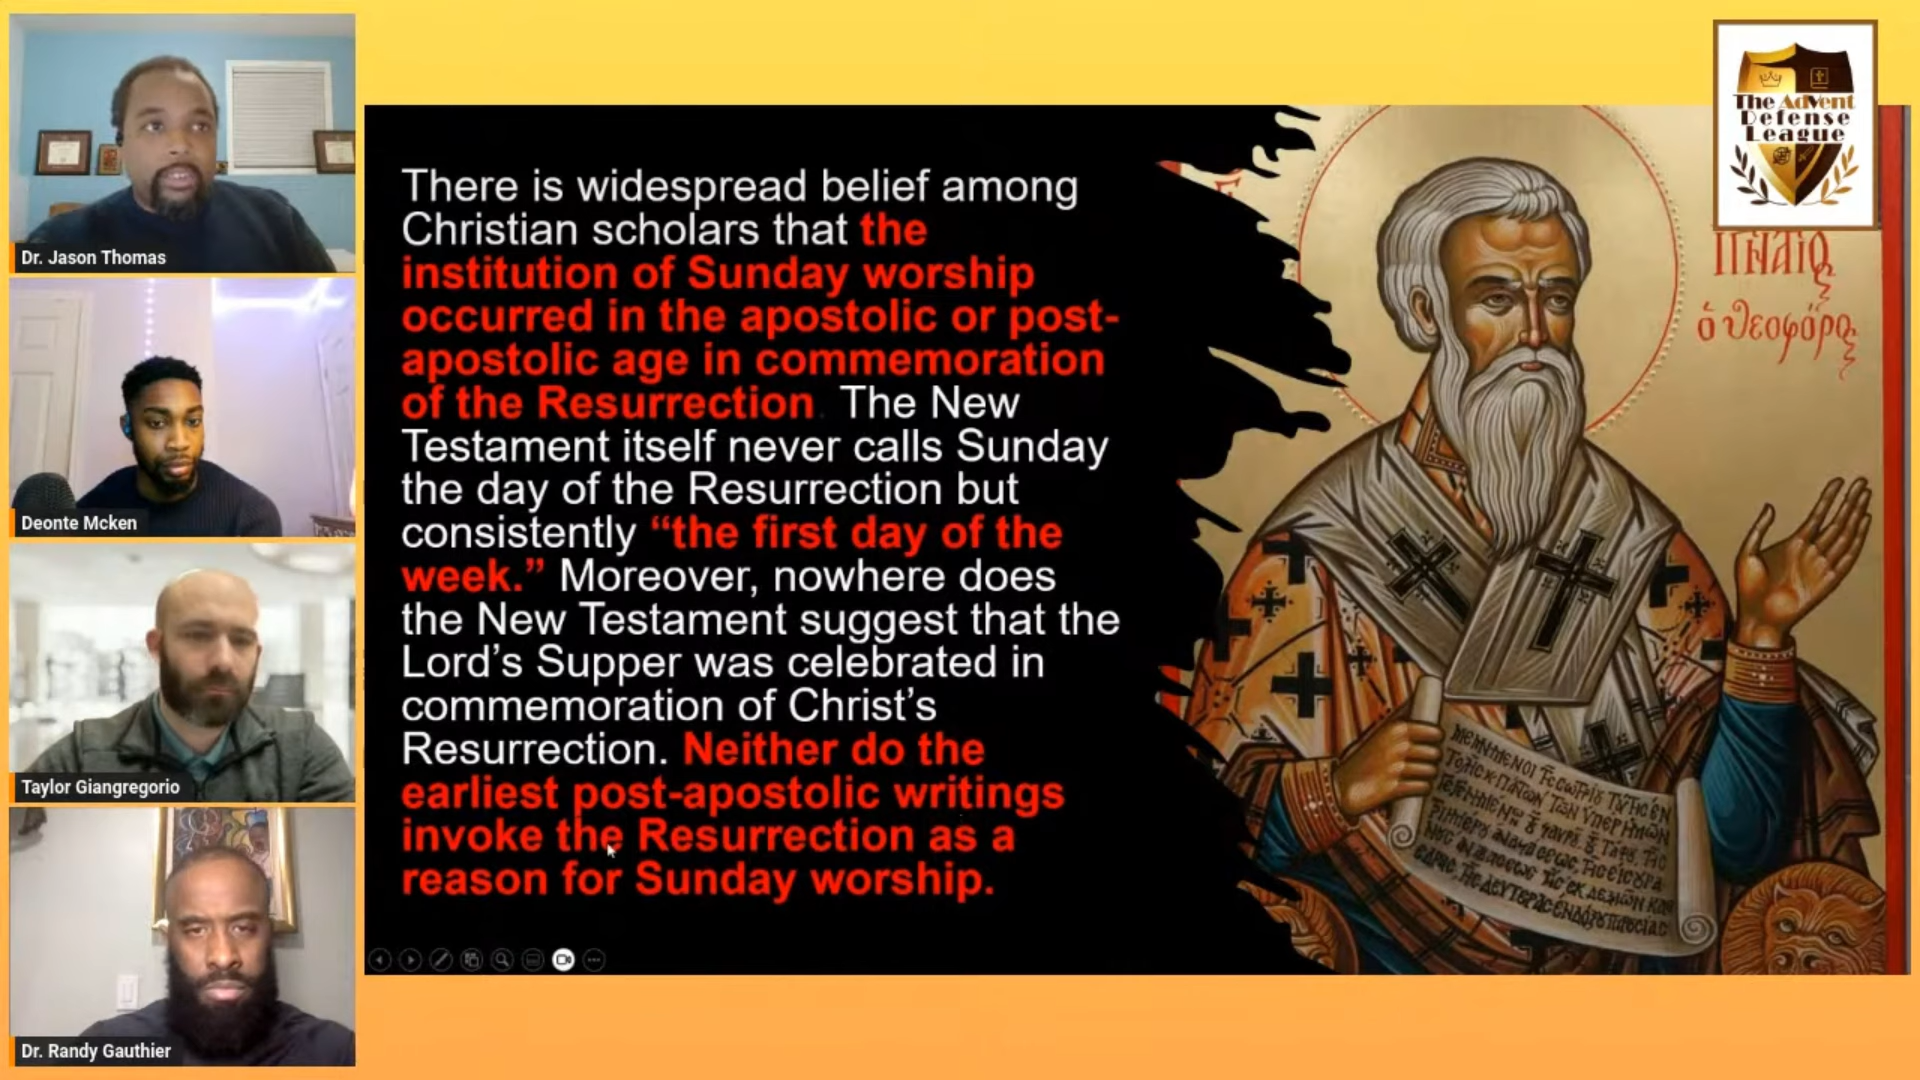 Dr. Jason Thomas
Deonte Mcken
Taylor Giangregorio
Dr. Randy Gauthier
There is widespread belief among
Christian scholars that the
institution of Sunday worship
occurred in the apostolic or post-
apostolic age in commemoration
of the Resurrection. The New
Testament itself never calls Sunday
the day of the Resurrection but
consistently “the first day of the
week.” Moreover, nowhere does
the New Testament suggest that the
Lord’s Supper was celebrated in
commemoration of Christ’s
Resurrection. Neither do the
earliest post-apostolic writings
invoke the Resurrection as a
reason for Sunday worship.
The Advent
Defense
League
ὁ θεοφόρος